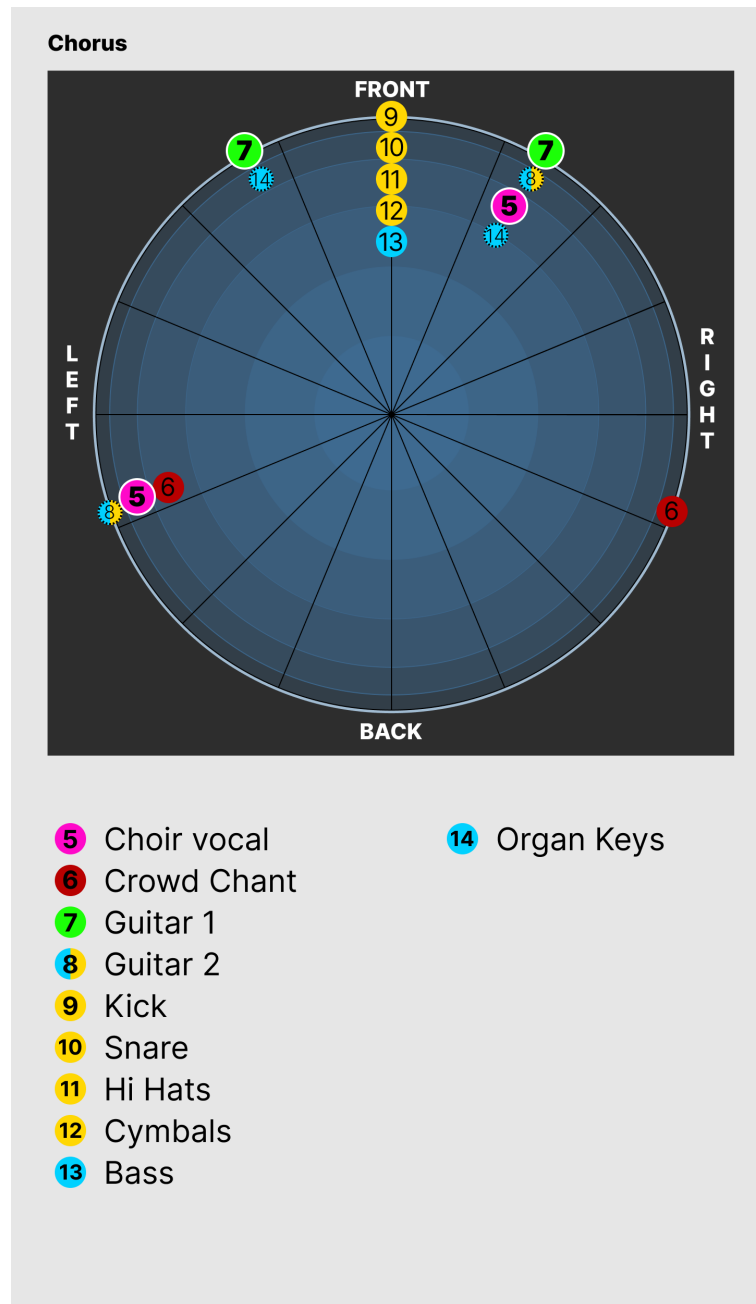 Chorus
FRONT
9
7
7
10
14
11
8
5
12
14
13
LEFT
RIGHT
6
5
8
6
BACK
5 Choir vocal
6 Crowd Chant
7 Guitar 1
8 Guitar 2
9 Kick
10 Snare
11 Hi Hats
12 Cymbals
13 Bass
14 Organ Keys